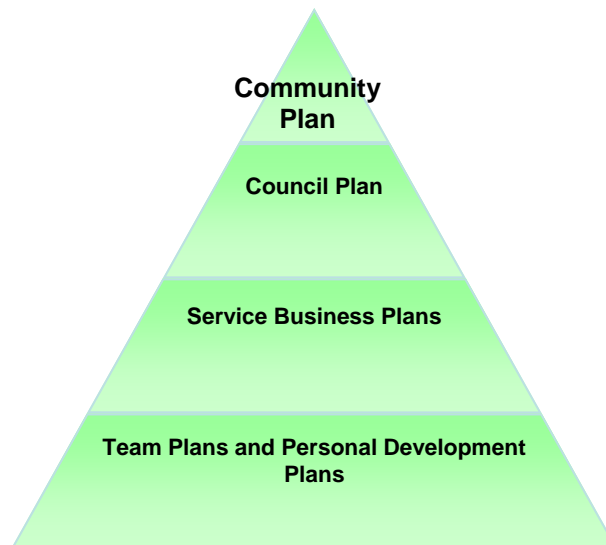 Community
Plan
Council Plan
Service Business Plans
Team Plans and Personal Development
Plans